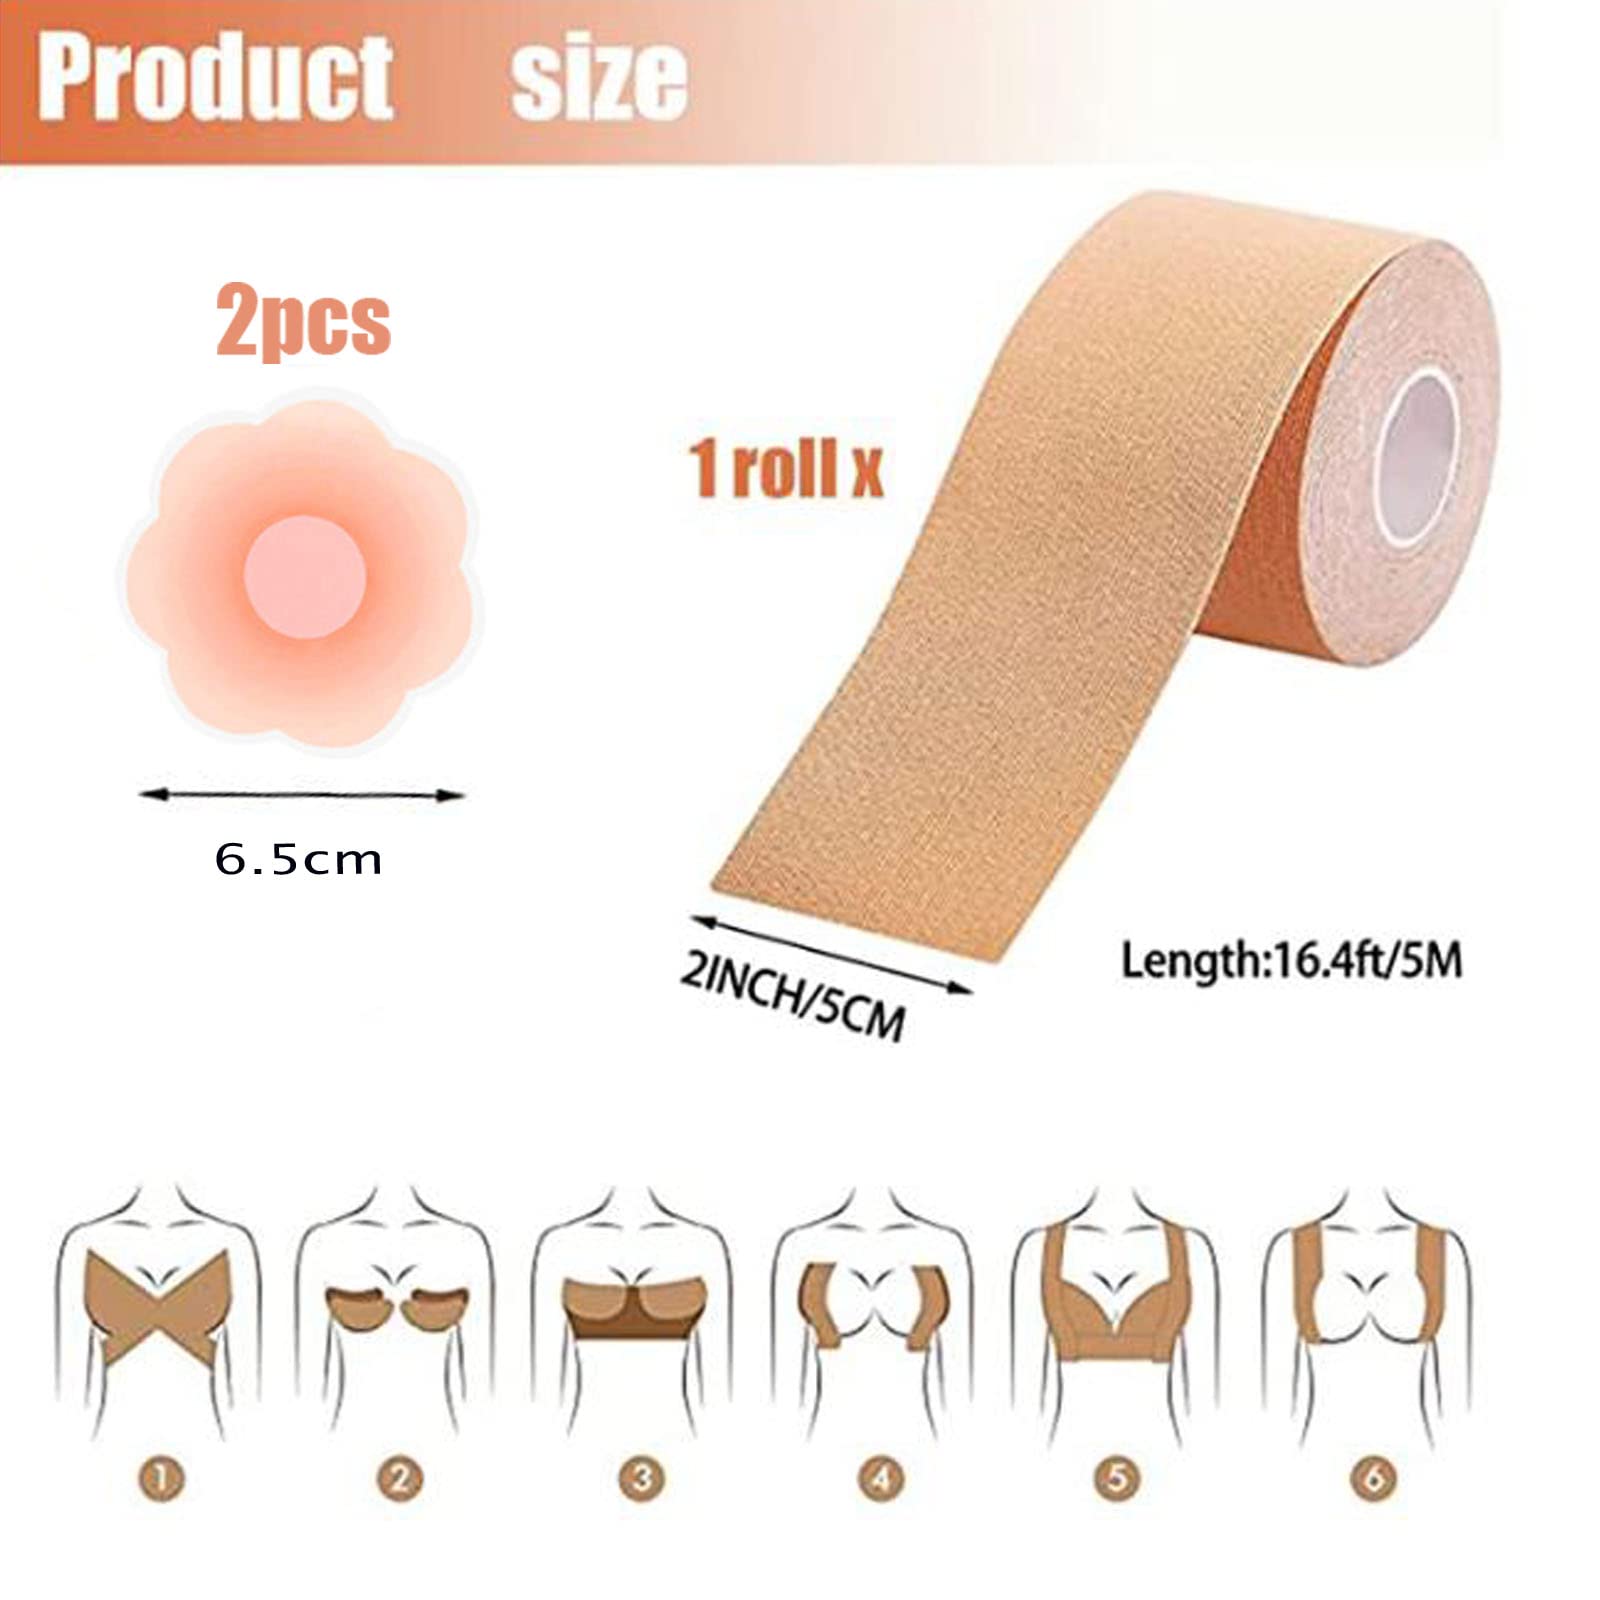 Product size
2pcs
1 roll x
6.5cm
2INCH/5CM
Length:16.4ft/5M
1 2 3 4 5 6